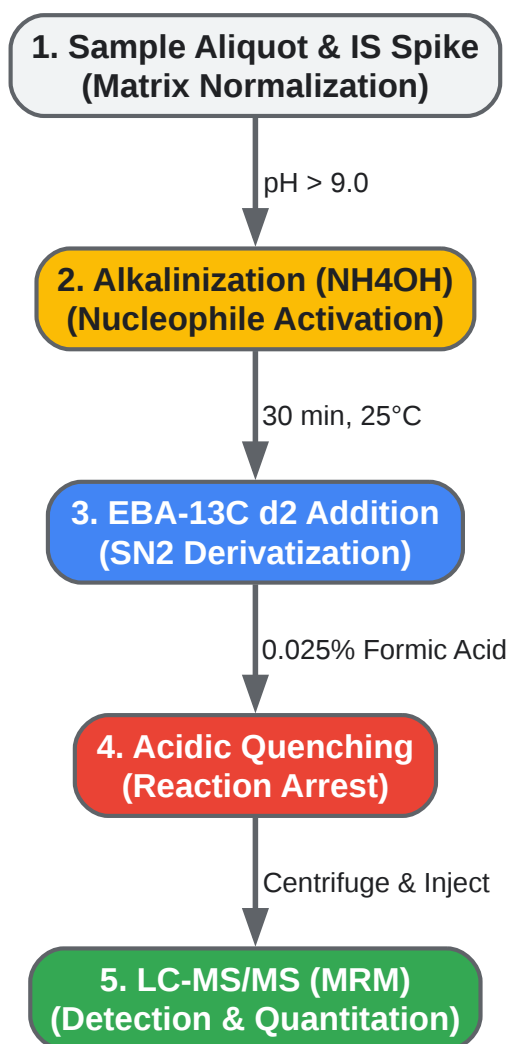 1. Sample Aliquot & IS Spike
(Matrix Normalization)
pH > 9.0
2. Alkalinization (NH4OH)
(Nucleophile Activation)
30 min, 25°C
3. EBA-13C d2 Addition
(SN2 Derivatization)
0.025% Formic Acid
4. Acidic Quenching
(Reaction Arrest)
Centrifuge & Inject
5. LC-MS/MS (MRM)
(Detection & Quantitation)